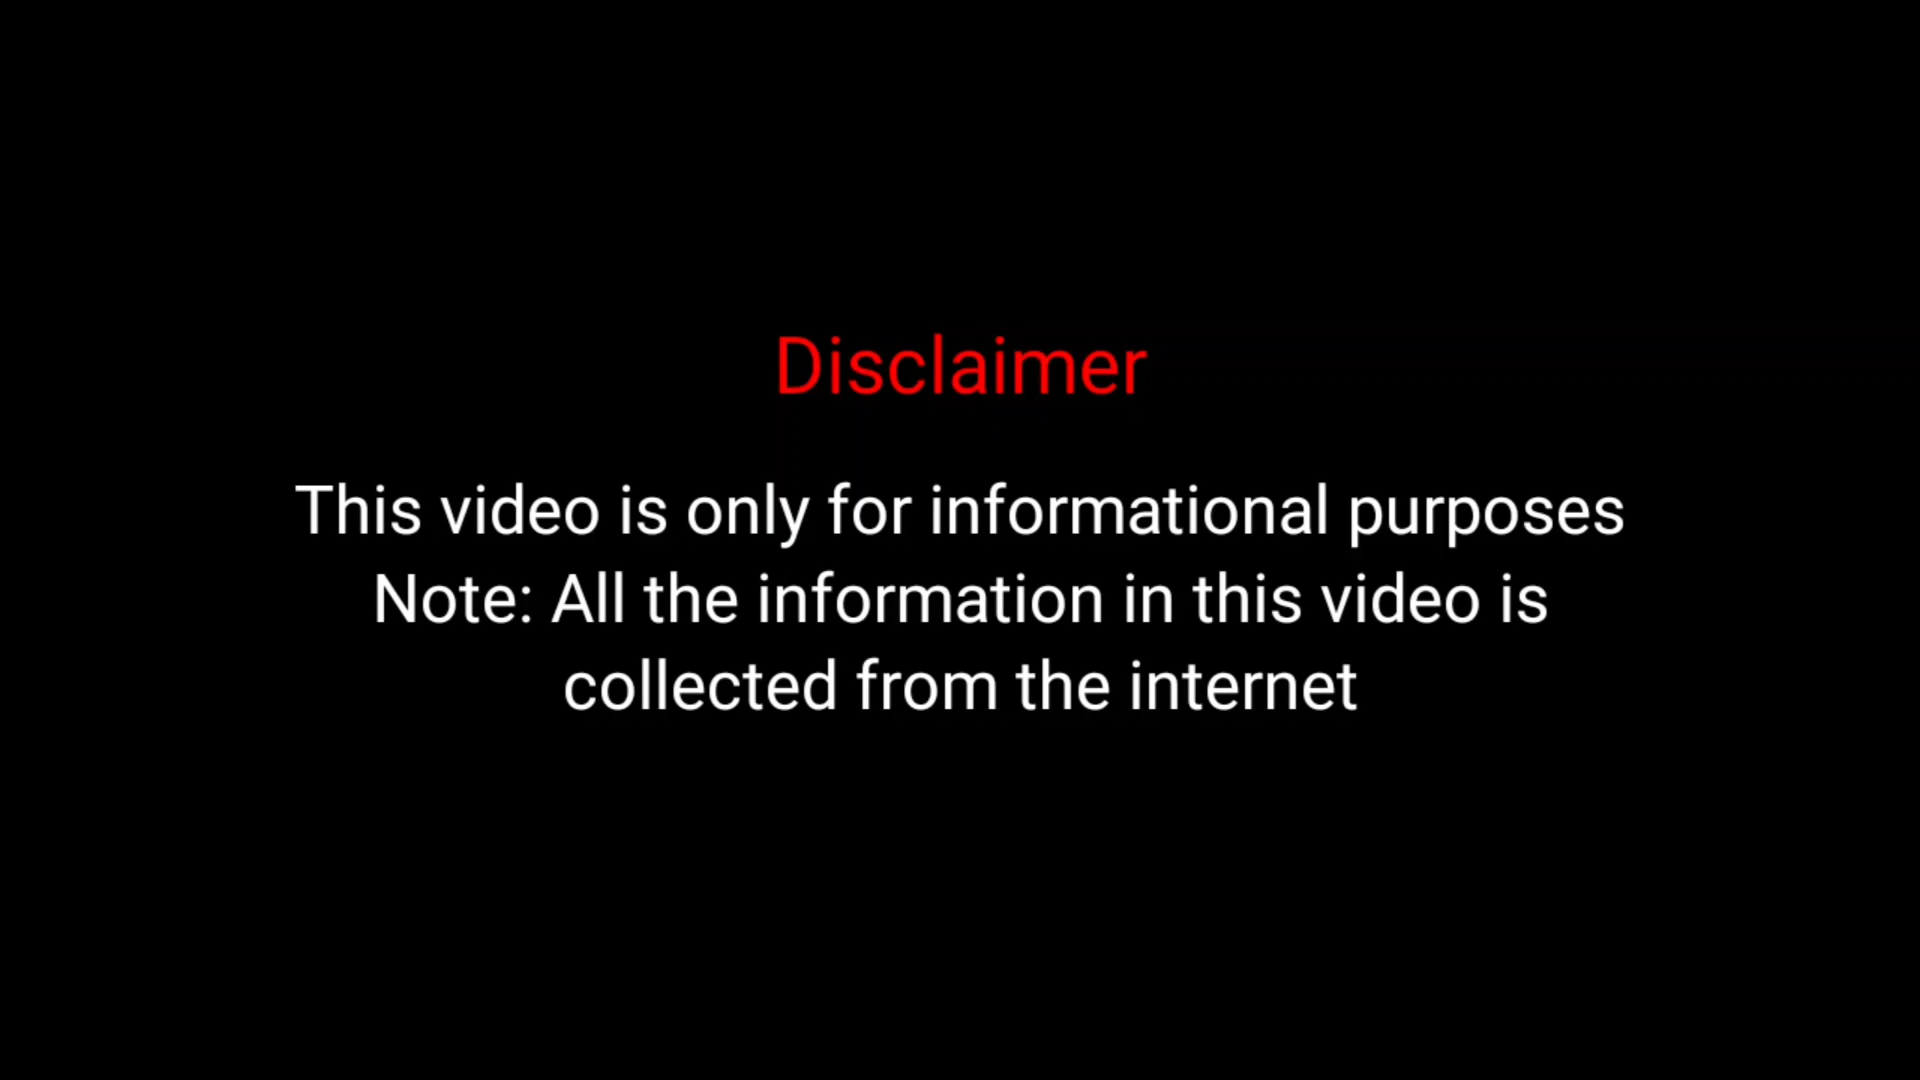 Disclaimer
This video is only for informational purposes
Note: All the information in this video is
collected from the internet